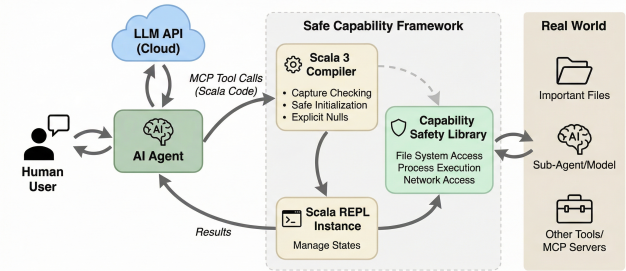 LLM API
(Cloud)
Human
User
AI
AI Agent
MCP Tool Calls
(Scala Code)
Results
Safe Capability Framework
Scala 3
Compiler
• Capture Checking
• Safe Initialization
• Explicit Nulls
Scala REPL
Instance
Manage States
Capability
Safety Library
File System Access
Process Execution
Network Access
Real World
Important Files
AI
Sub-Agent/Model
Other Tools/
MCP Servers